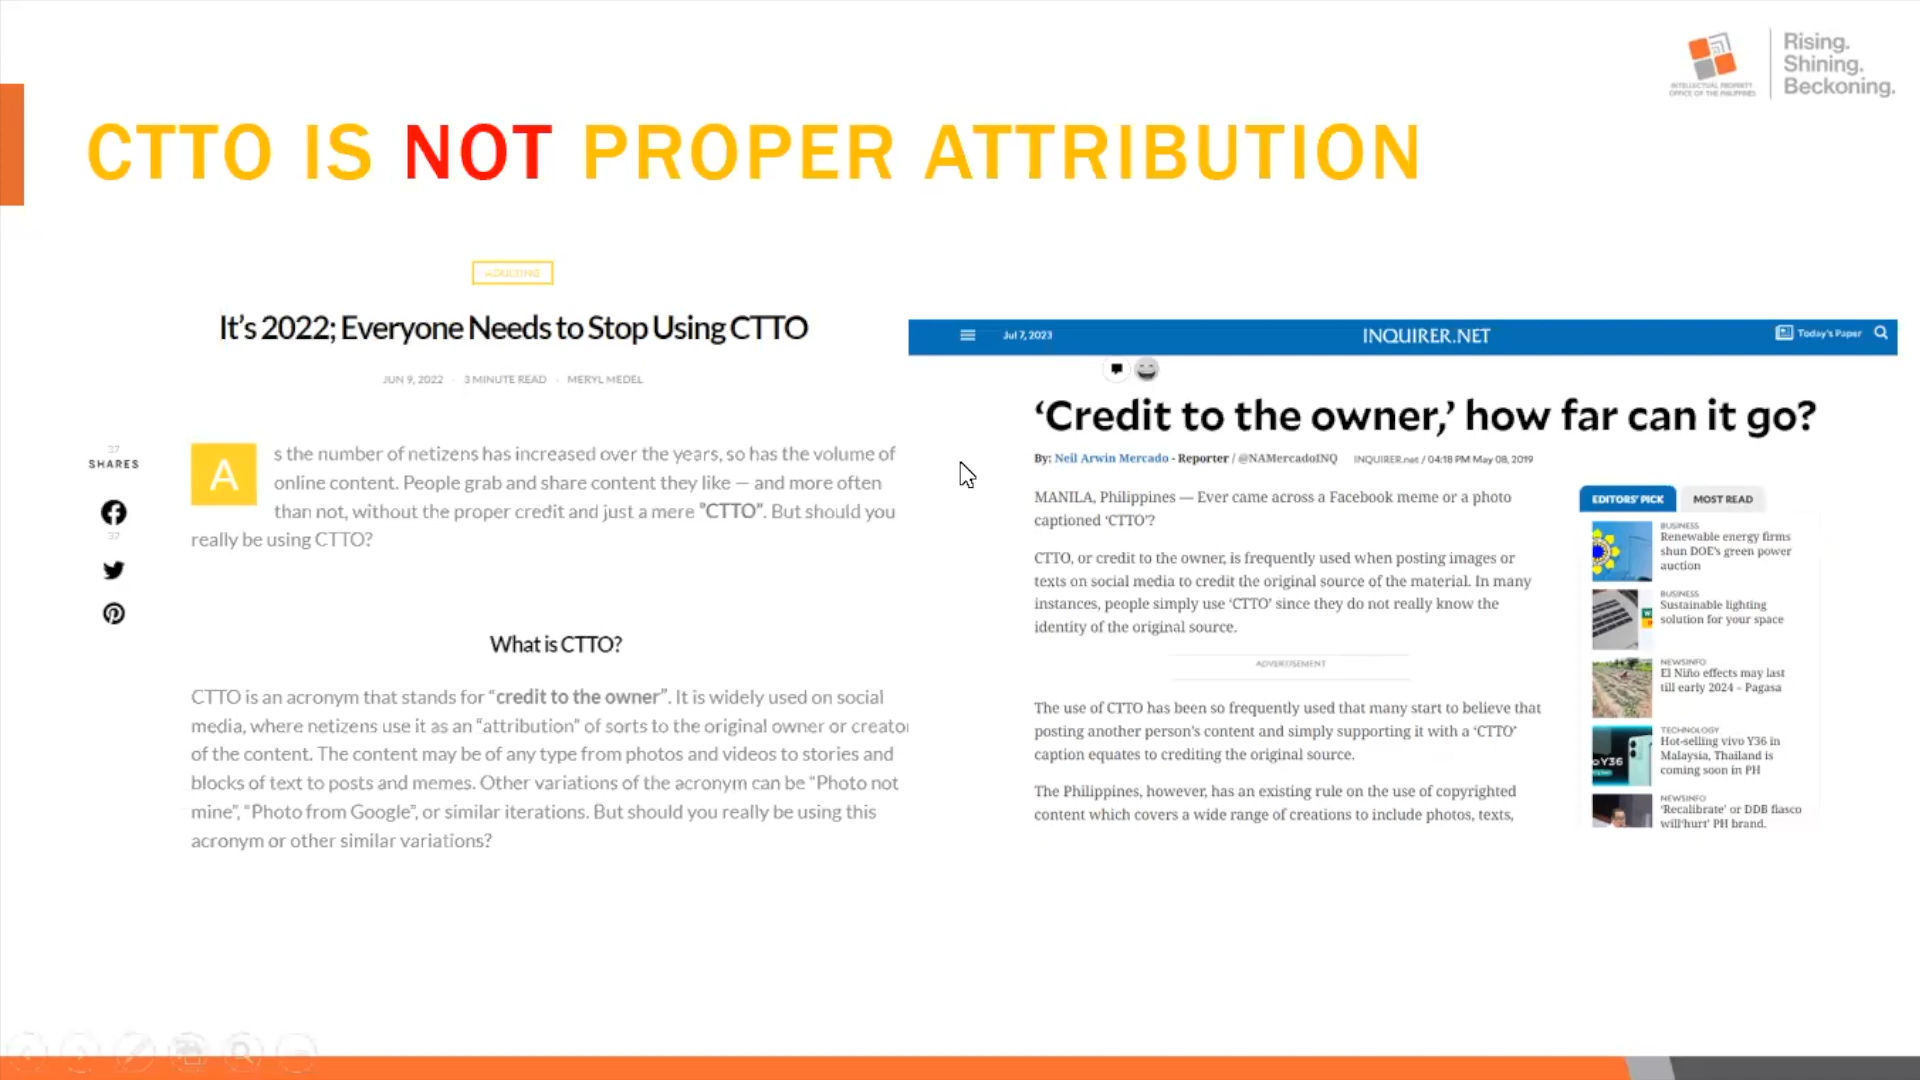 INTELLECTUAL PROPERTY
OFFICE OF THE PHILIPPINES
Rising.
Shining.
Beckoning.
CTTO IS NOT PROPER ATTRIBUTION
ADULTING
It's 2022; Everyone Needs to Stop Using CTTO
JUN 9, 2022 · 3 MINUTE READ · MERYL MEDEL
37
SHARES
37
As the number of netizens has increased over the years, so has the volume of
online content. People grab and share content they like — and more often
than not, without the proper credit and just a mere "CTTO". But should you
really be using CTTO?
What is CTTO?
CTTO is an acronym that stands for "credit to the owner". It is widely used on social
media, where netizens use it as an "attribution" of sorts to the original owner or creator
of the content. The content may be of any type from photos and videos to stories and
blocks of text to posts and memes. Other variations of the acronym can be "Photo not
mine", "Photo from Google", or similar iterations. But should you really be using this
acronym or other similar variations?
Jul 7, 2023
INQUIRER.NET
Today's Paper
'Credit to the owner,' how far can it go?
By: Neil Arwin Mercado - Reporter / @NAMercadoINQ INQUIRER.net / 04:18 PM May 08, 2019
MANILA, Philippines — Ever came across a Facebook meme or a photo
captioned 'CTTO'?
CTTO, or credit to the owner, is frequently used when posting images or
texts on social media to credit the original source of the material. In many
instances, people simply use 'CTTO' since they do not really know the
identity of the original source.
ADVERTISEMENT
The use of CTTO has been so frequently used that many start to believe that
posting another person's content and simply supporting it with a 'CTTO'
caption equates to crediting the original source.
The Philippines, however, has an existing rule on the use of copyrighted
content which covers a wide range of creations to include photos, texts,
EDITORS' PICK
MOST READ
BUSINESS
Renewable energy firms
shun DOE's green power
auction
BUSINESS
Sustainable lighting
solution for your space
NEWSINFO
El Niño effects may last
till early 2024 – Pagasa
TECHNOLOGY
Hot-selling vivo Y36 in
Malaysia, Thailand is
coming soon in PH
o Y36
NEWSINFO
'Recalibrate' or DDB fiasco
will 'hurt' PH brand,